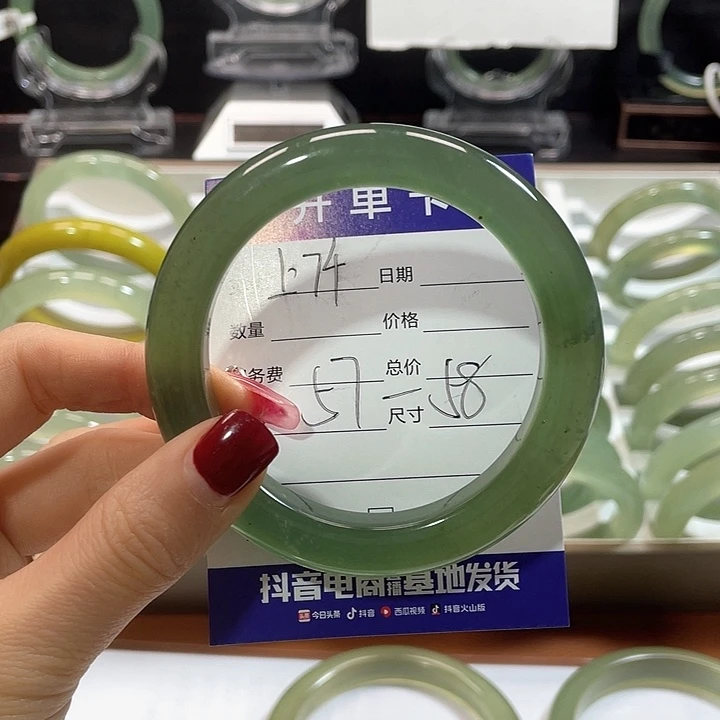 开单卡
1.74 日期
数量 价格
服务费 57-58 总价
尺寸
抖音电商直播基地发货
今日头条 抖音 西瓜视频 抖音火山版